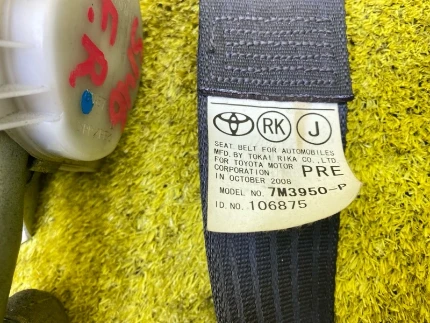 F.R
RK J
SEAT BELT FOR AUTOMOBILES
MFD. BY TOKAI RIKA CO., LTD.
FOR TOYOTA MOTOR
CORPORATION PRE
IN OCTOBER 2008
MODEL NO. 7M3950-P
ID.NO. 106875